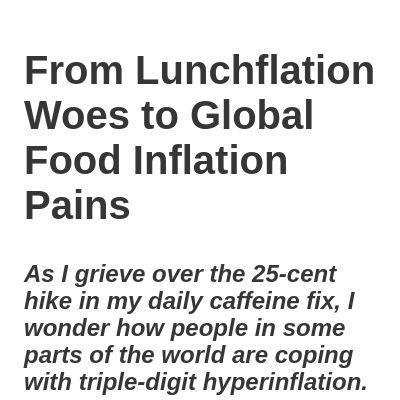 From Lunchflation
Woes to Global
Food Inflation
Pains
As I grieve over the 25-cent
hike in my daily caffeine fix, I
wonder how people in some
parts of the world are coping
with triple-digit hyperinflation.